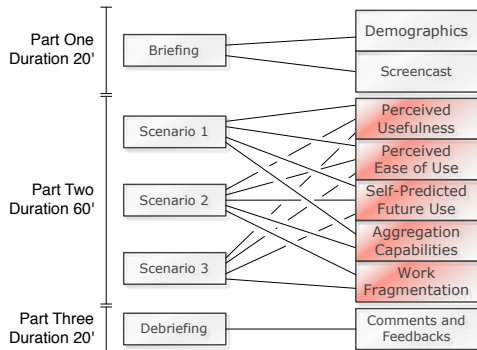 Part One
Duration 20'
Briefing
Demographics
Screencast
Part Two
Duration 60'
Scenario 1
Scenario 2
Scenario 3
Perceived
Usefulness
Perceived
Ease of Use
Self-Predicted
Future Use
Aggregation
Capabilities
Work
Fragmentation
Part Three
Duration 20'
Debriefing
Comments and
Feedbacks